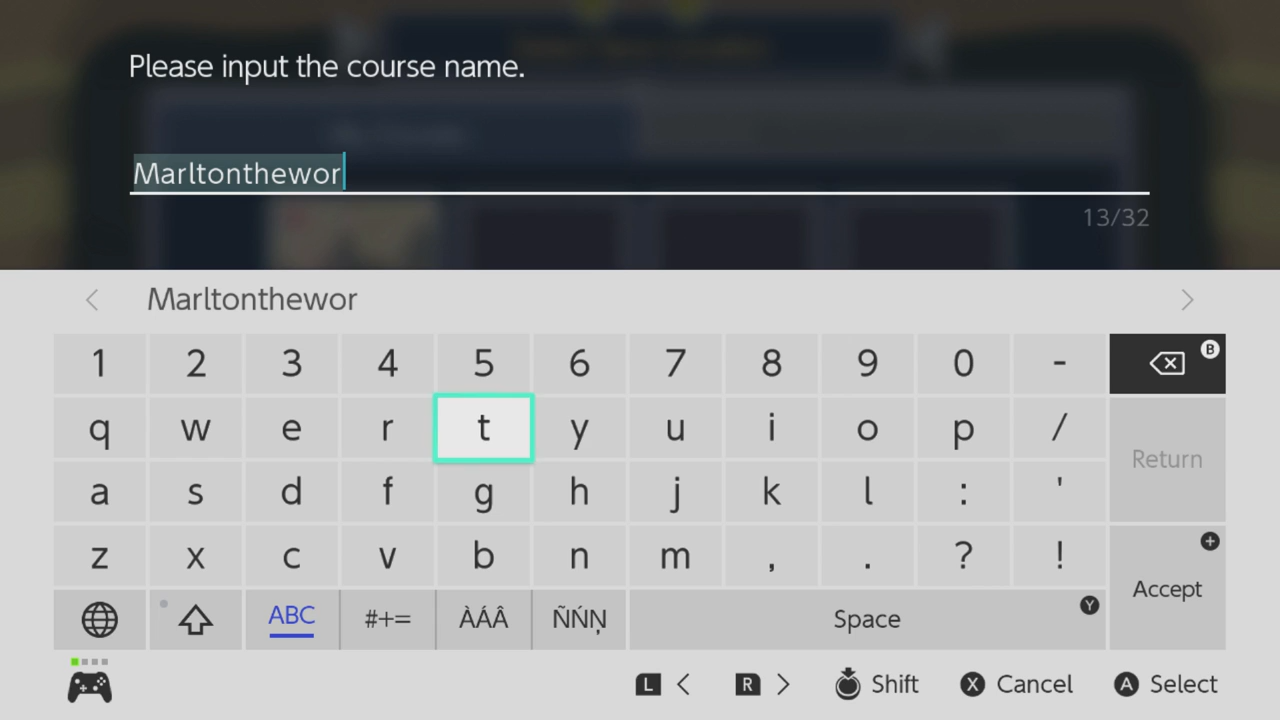 Please input the course name.
Marltonthewor
13/32
< Marltonthewor >
1 2 3 4 5 6 7 8 9 0 - B
q w e r t y u i o p / Return
a s d f g h j k l : '
z x c v b n m , . ? ! + Accept
ABC #+= ÀÁÂ ÑŃŅ Space Y
L < R > Shift X Cancel A Select